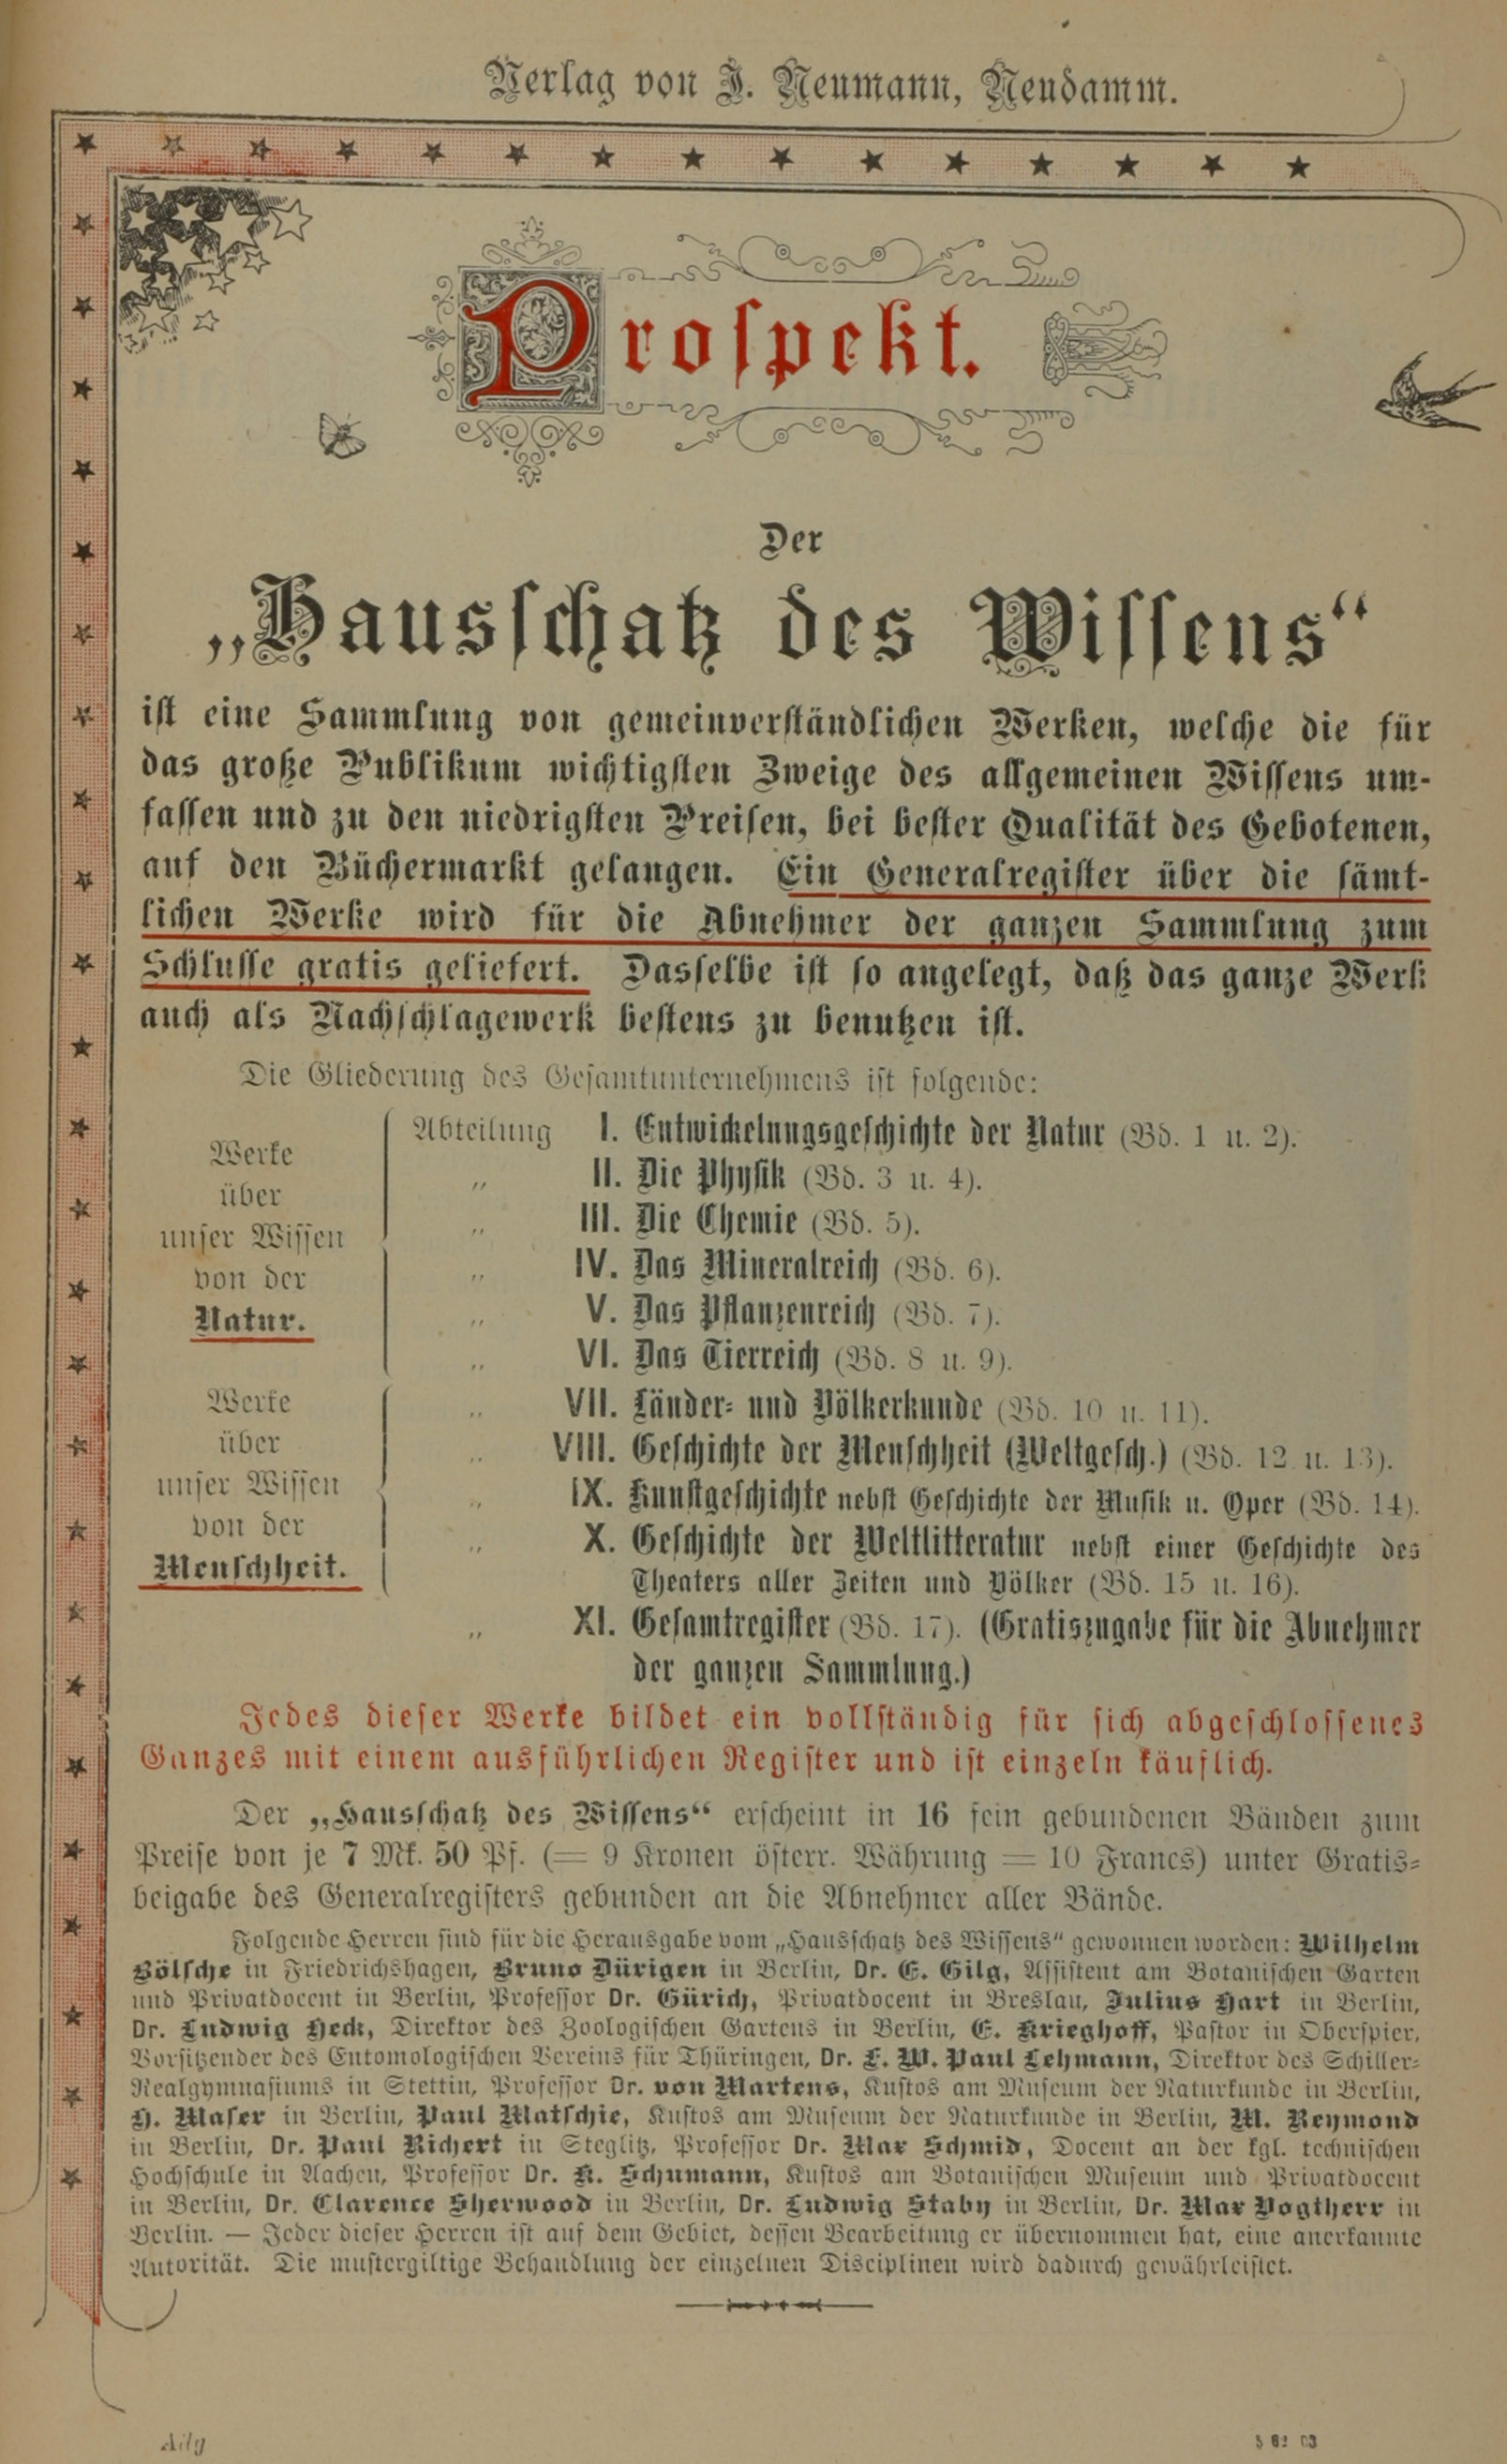 Verlag von J. Neumann, Neudamm.
Prospekt.
Der
„Hausschatz des Wissens“
ist eine Sammlung von gemeinverständlichen Werken, welche die für
das große Publikum wichtigsten Zweige des allgemeinen Wissens um-
fassen und zu den niedrigsten Preisen, bei bester Qualität des Gebotenen,
auf den Büchermarkt gelangen. Ein Generalregister über die sämt-
lichen Werke wird für die Abnehmer der ganzen Sammlung zum
Schlusse gratis geliefert. Dasselbe ist so angelegt, daß das ganze Werk
auch als Nachschlagewerk bestens zu benutzen ist.
Die Gliederung des Gesamtunternehmens ist folgende:
Werke
über
unser Wissen
von der
Natur.
Abteilung I. Entwickelungsgeschichte der Natur (Bd. 1 u. 2).
„ II. Die Physik (Bd. 3 u. 4).
„ III. Die Chemie (Bd. 5).
„ IV. Das Mineralreich (Bd. 6).
„ V. Das Pflanzenreich (Bd. 7).
„ VI. Das Tierreich (Bd. 8 u. 9).
Werke
über
unser Wissen
von der
Menschheit.
„ VII. Länder- und Völkerkunde (Bd. 10 u. 11).
„ VIII. Geschichte der Menschheit (Weltgesch.) (Bd. 12 u. 13).
„ IX. Kunstgeschichte nebst Geschichte der Musik u. Oper (Bd. 14).
„ X. Geschichte der Weltlitteratur nebst einer Geschichte des
Theaters aller Zeiten und Völker (Bd. 15 u. 16).
„ XI. Gesamtregister (Bd. 17). (Gratiszugabe für die Abnehmer
der ganzen Sammlung.)
Jedes dieser Werke bildet ein vollständig für sich abgeschlossenes
Ganzes mit einem ausführlichen Register und ist einzeln käuflich.
Der „Hausschatz des Wissens“ erscheint in 16 fein gebundenen Bänden zum
Preise von je 7 Mk. 50 Pf. (= 9 Kronen österr. Währung = 10 Francs) unter Gratis-
beigabe des Generalregisters gebunden an die Abnehmer aller Bände.
Folgende Herren sind für die Herausgabe vom „Hausschatz des Wissens“ gewonnen worden: Wilhelm
Bölsche in Friedrichshagen, Bruno Dürigen in Berlin, Dr. E. Gilg, Assistent am Botanischen Garten
und Privatdocent in Berlin, Professor Dr. Gürich, Privatdocent in Breslau, Julius Hart in Berlin,
Dr. Ludwig Heck, Direktor des Zoologischen Gartens in Berlin, E. Krieghoff, Pastor in Oberspier,
Vorsitzender des Entomologischen Vereins für Thüringen, Dr. F. W. Paul Lehmann, Direktor des Schiller-
Realgymnasiums in Stettin, Professor Dr. von Martens, Kustos am Museum der Naturkunde in Berlin,
H. Maser in Berlin, Paul Matschie, Kustos am Museum der Naturkunde in Berlin, M. Reymond
in Berlin, Dr. Paul Richert in Steglitz, Professor Dr. Max Schmid, Docent an der kgl. technischen
Hochschule in Aachen, Professor Dr. K. Schumann, Kustos am Botanischen Museum und Privatdocent
in Berlin, Dr. Clarence Sherwood in Berlin, Dr. Ludwig Staby in Berlin, Dr. Max Vogtherr in
Berlin. — Jeder dieser Herren ist auf dem Gebiet, dessen Bearbeitung er übernommen hat, eine anerkannte
Autorität. Die mustergiltige Behandlung der einzelnen Disciplinen wird dadurch gewährleistet.